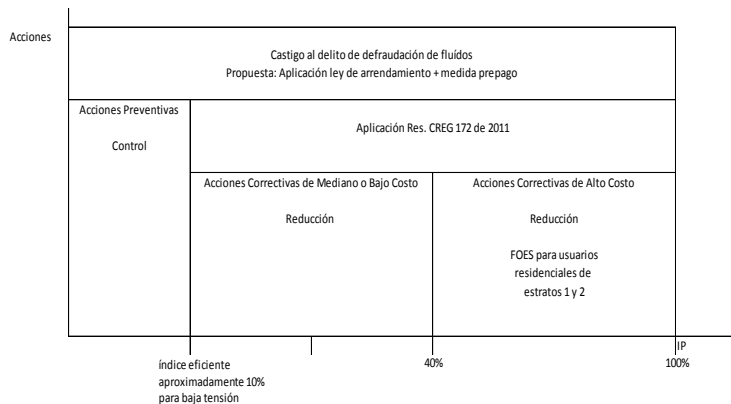 Acciones
Castigo al delito de defraudación de fluídos
Propuesta: Aplicación ley de arrendamiento + medida prepago
Acciones Preventivas
Control
Aplicación Res. CREG 172 de 2011
Acciones Correctivas de Mediano o Bajo Costo
Reducción
Acciones Correctivas de Alto Costo
Reducción
FOES para usuarios
residenciales de
estratos 1 y 2
IP
índice eficiente
aproximadamente 10%
para baja tensión
40%
100%